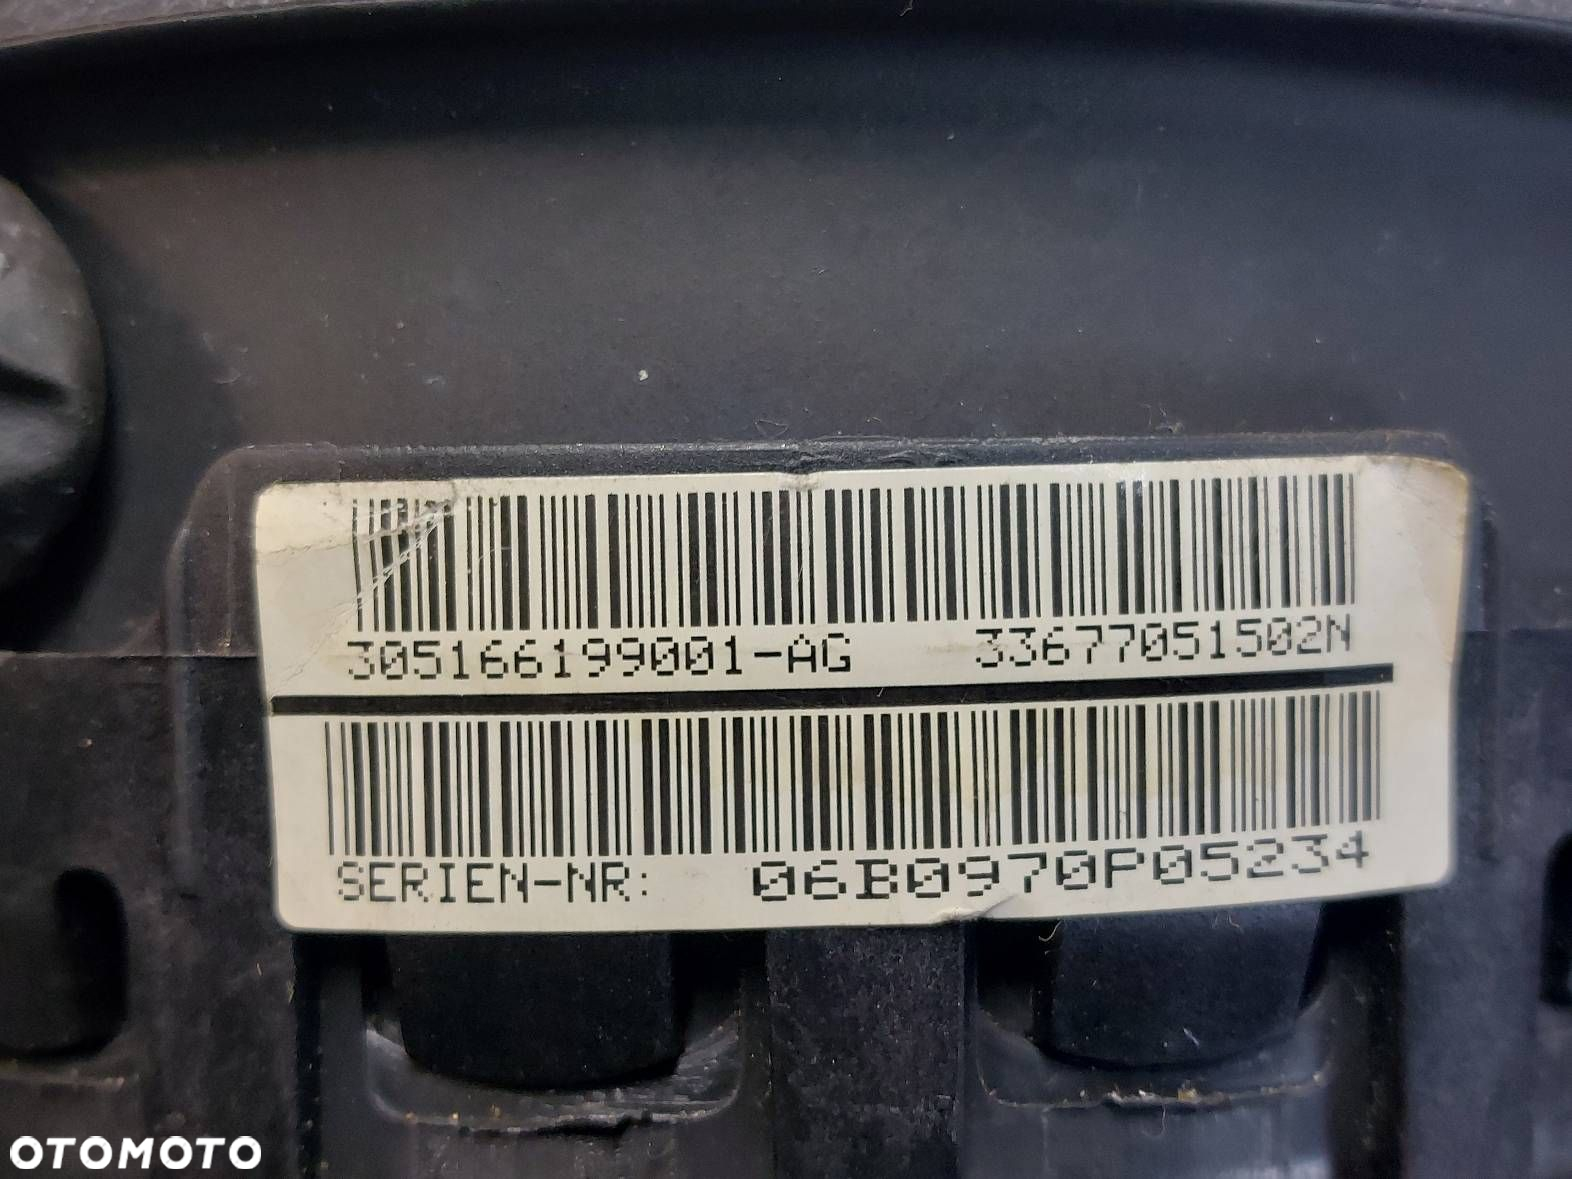 305166199001-AG 33677051502N
SERIEN-NR: 06B0970P05234
OTOMOTO